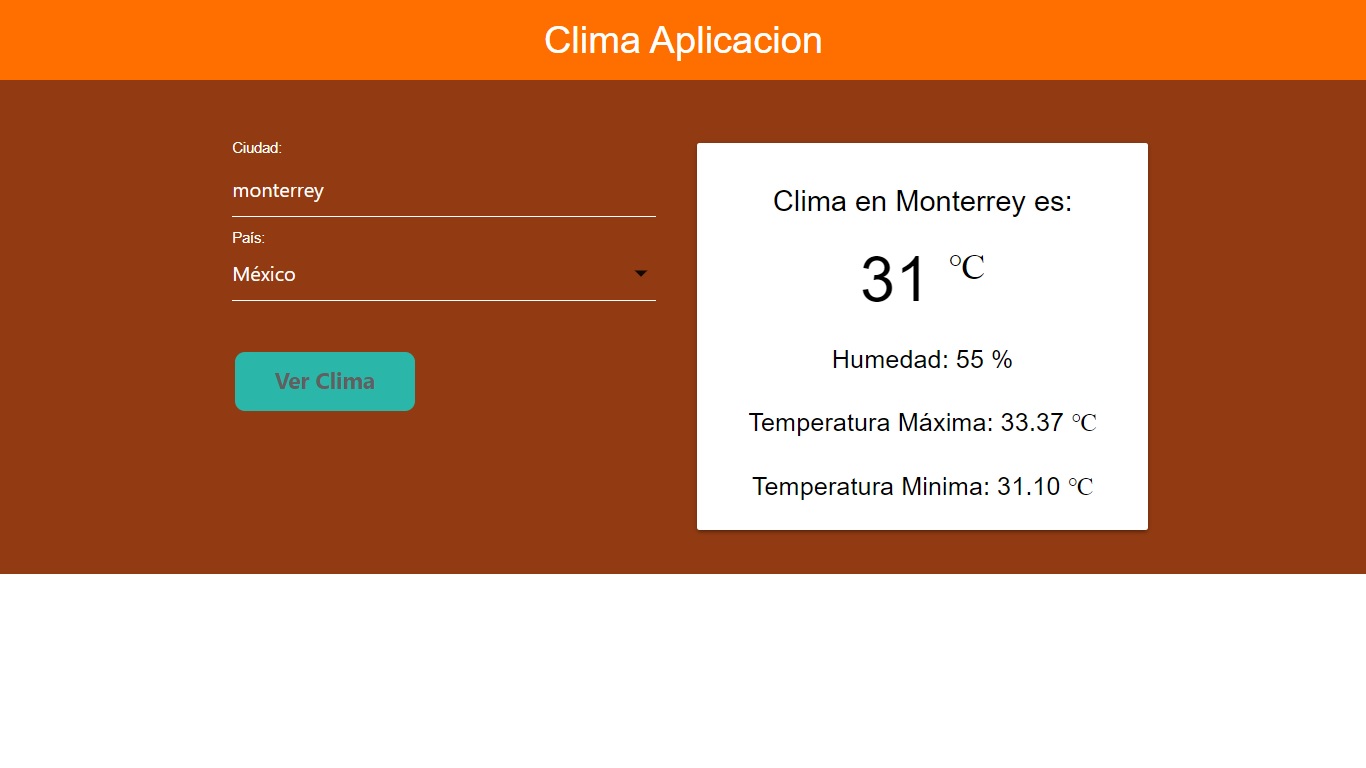 Clima Aplicacion
Ciudad:
monterrey
País:
México
Ver Clima
Clima en Monterrey es:
31 °C
Humedad: 55 %
Temperatura Máxima: 33.37 °C
Temperatura Minima: 31.10 °C